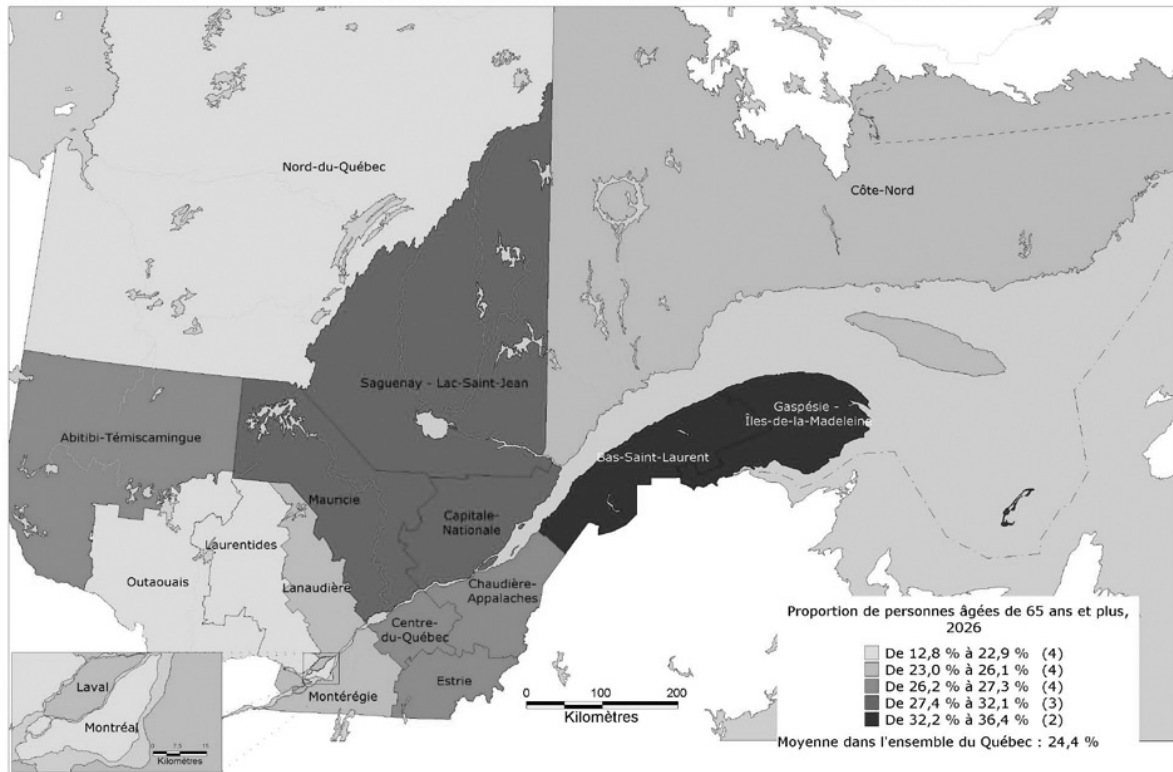 Nord-du-Québec
Côte-Nord
Saguenay - Lac-Saint-Jean
Gaspésie -
Îles-de-la-Madeleine
Abitibi-Témiscamingue
Bas-Saint-Laurent
Mauricie
Capitale-
Nationale
Laurentides
Outaouais
Lanaudière
Chaudière-
Appalaches
Centre-
du-Québec
Estrie
Montérégie
Laval
Montréal
0 7.5 15
Kilomètres
0 100 200
Kilomètres
Proportion de personnes âgées de 65 ans et plus,
2026
De 12,8 % à 22,9 % (4)
De 23,0 % à 26,1 % (4)
De 26,2 % à 27,3 % (4)
De 27,4 % à 32,1 % (3)
De 32,2 % à 36,4 % (2)
Moyenne dans l'ensemble du Québec : 24,4 %